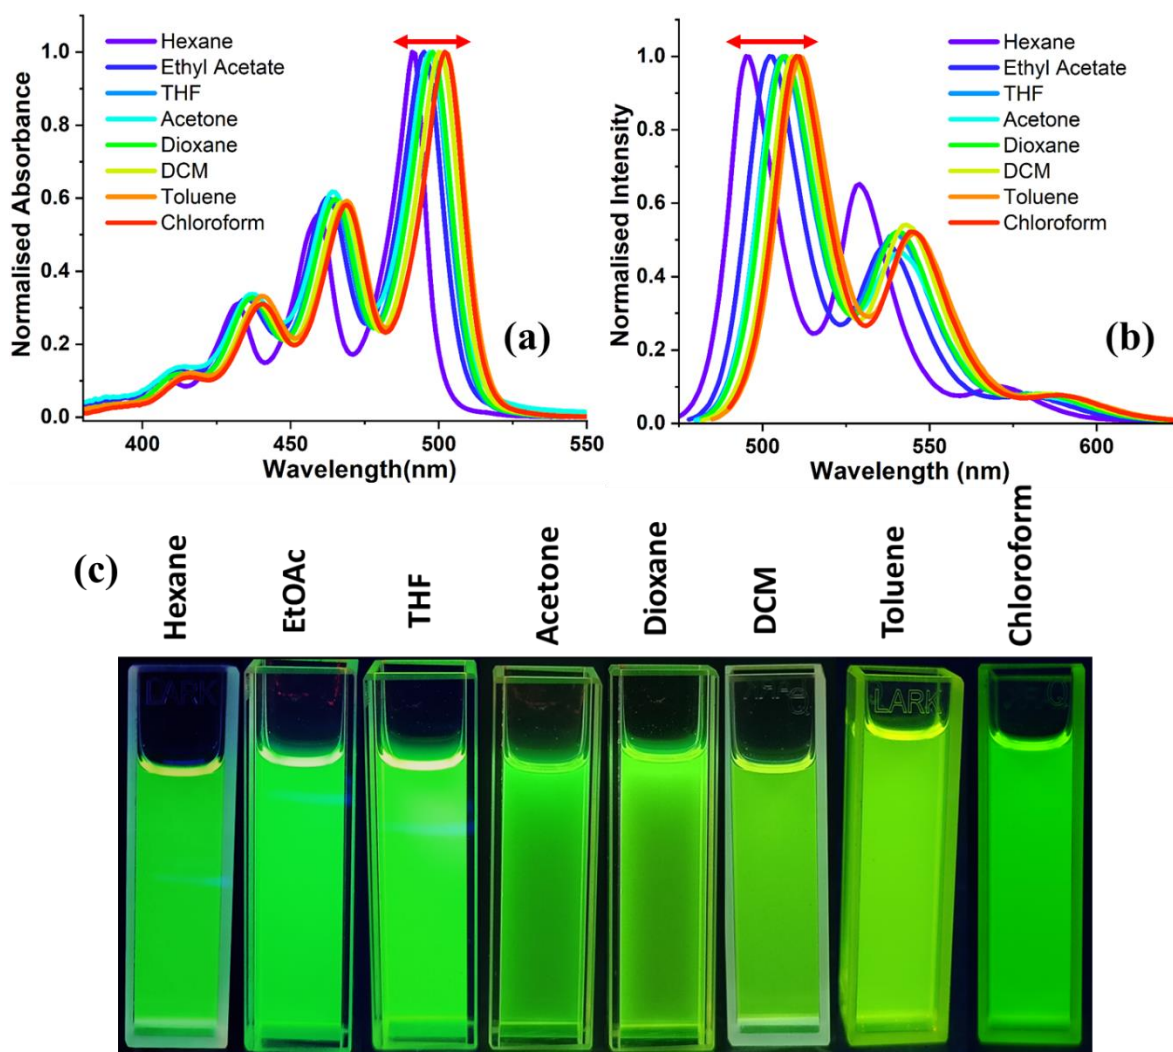 Normalised Absorbance
1.0
0.8
0.6
0.4
0.2
0.0
Hexane
Ethyl Acetate
THF
Acetone
Dioxane
DCM
Toluene
Chloroform
(a)
400 450 500 550
Wavelength(nm)
Normalised Intensity
1.0
0.8
0.6
0.4
0.2
0.0
Hexane
Ethyl Acetate
THF
Acetone
Dioxane
DCM
Toluene
Chloroform
(b)
500 550 600
Wavelength (nm)
(c)
Hexane
EtOAc
THF
Acetone
Dioxane
DCM
Toluene
Chloroform
LARK
LARK